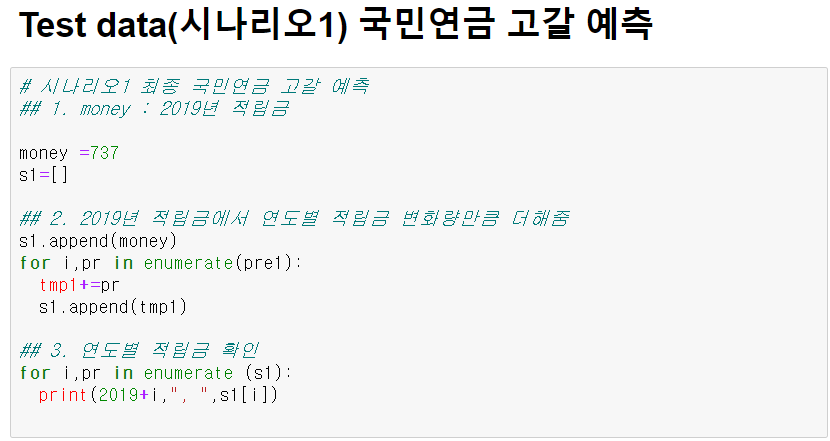 Test data(시나리오1) 국민연금 고갈 예측
# 시나리오1 최종 국민연금 고갈 예측
## 1. money : 2019년 적립금
money =737
s1=[]
## 2. 2019년 적립금에서 연도별 적립금 변화량만큼 더해줌
s1.append(money)
for i,pr in enumerate(pre1):
  tmp1+=pr
  s1.append(tmp1)
## 3. 연도별 적립금 확인
for i,pr in enumerate (s1):
  print(2019+i,", ",s1[i])